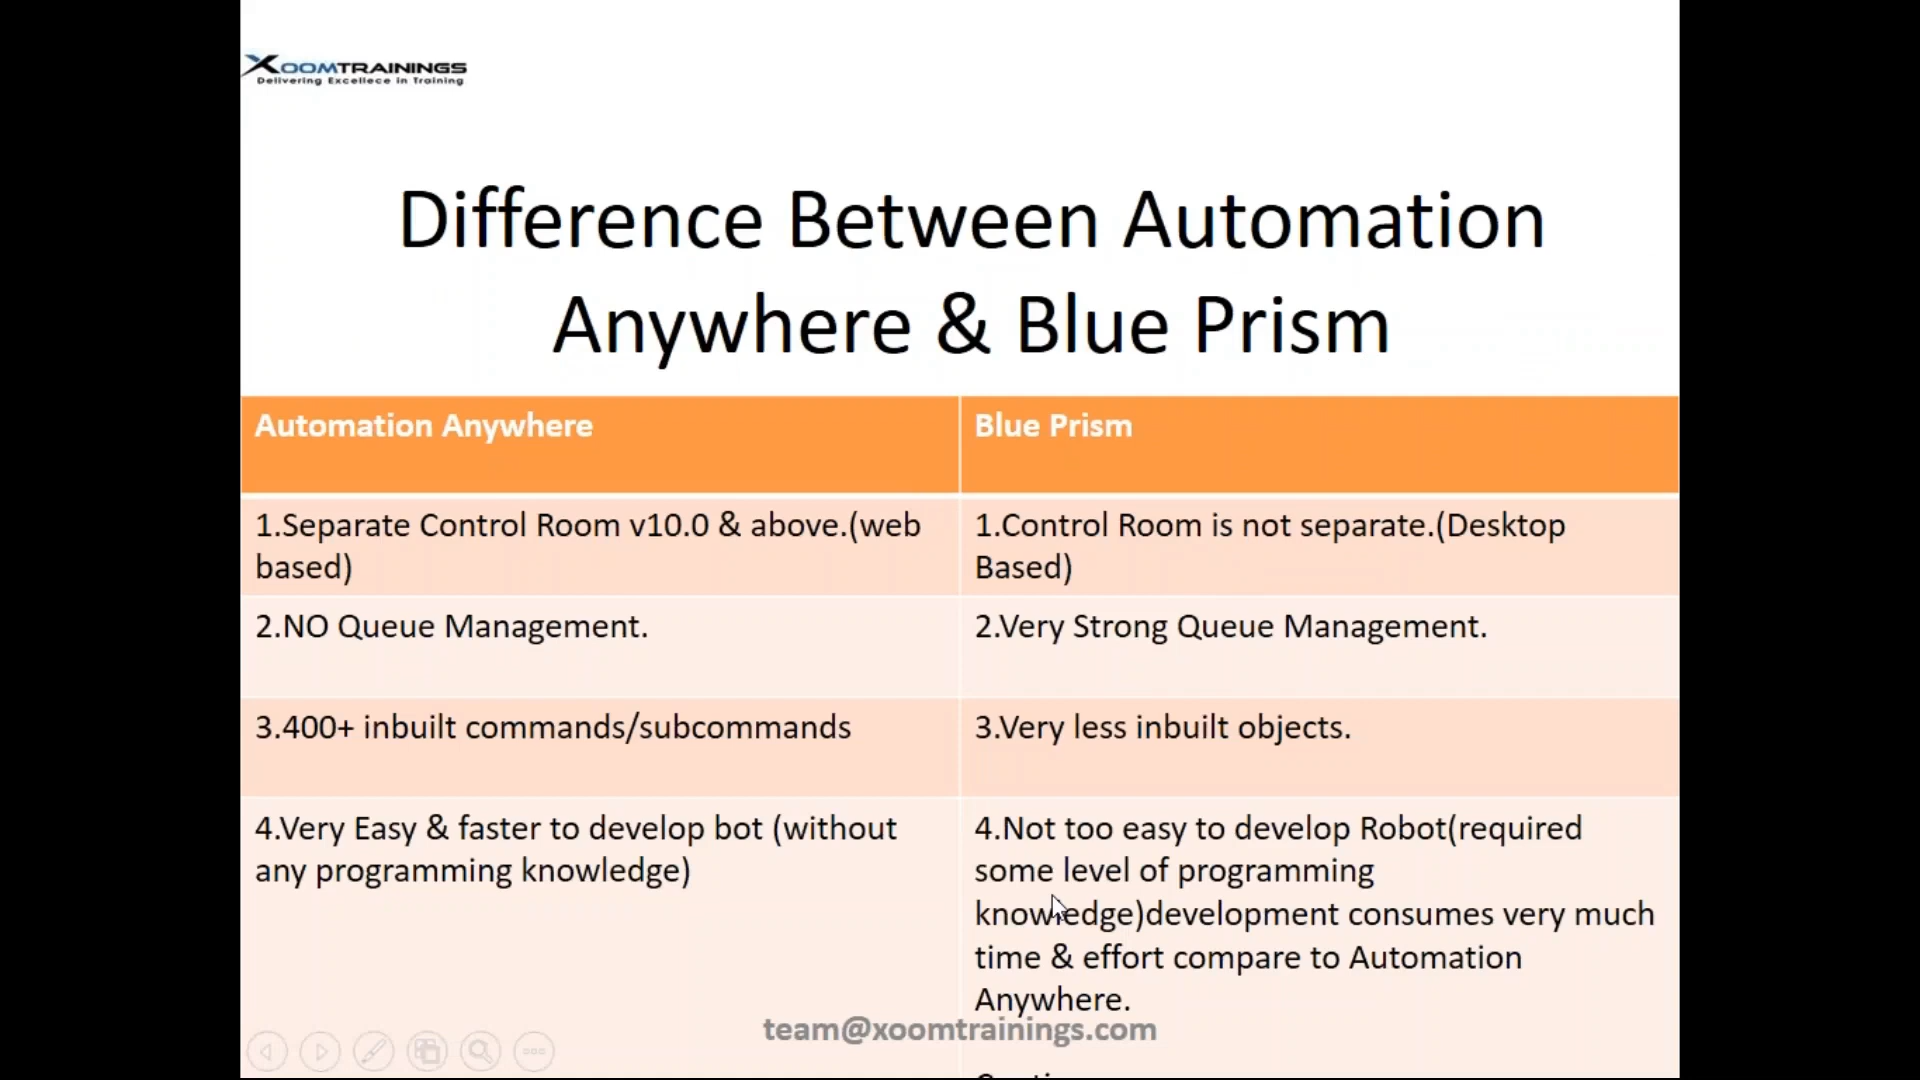 XOOMTRAININGS
Delivering Excellece in Training
Difference Between Automation
Anywhere & Blue Prism
Automation Anywhere
Blue Prism
1.Separate Control Room v10.0 & above.(web
based)
1.Control Room is not separate.(Desktop
Based)
2.NO Queue Management.
2.Very Strong Queue Management.
3.400+ inbuilt commands/subcommands
3.Very less inbuilt objects.
4.Very Easy & faster to develop bot (without
any programming knowledge)
4.Not too easy to develop Robot(required
some level of programming
knowledge)development consumes very much
time & effort compare to Automation
Anywhere.
team@xoomtrainings.com